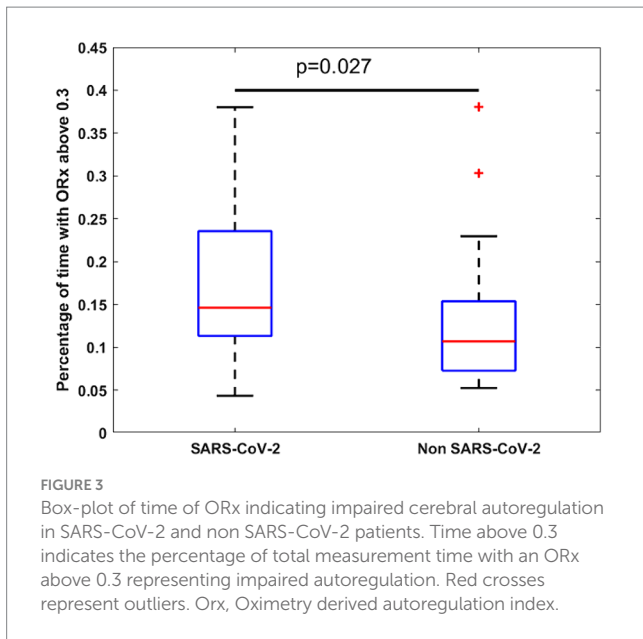 Percentage of time with ORx above 0.3
0.45
0.4
0.35
0.3
0.25
0.2
0.15
0.1
0.05
0
p=0.027
SARS-CoV-2
Non SARS-CoV-2
FIGURE 3
Box-plot of time of ORx indicating impaired cerebral autoregulation
in SARS-CoV-2 and non SARS-CoV-2 patients. Time above 0.3
indicates the percentage of total measurement time with an ORx
above 0.3 representing impaired autoregulation. Red crosses
represent outliers. Orx, Oximetry derived autoregulation index.